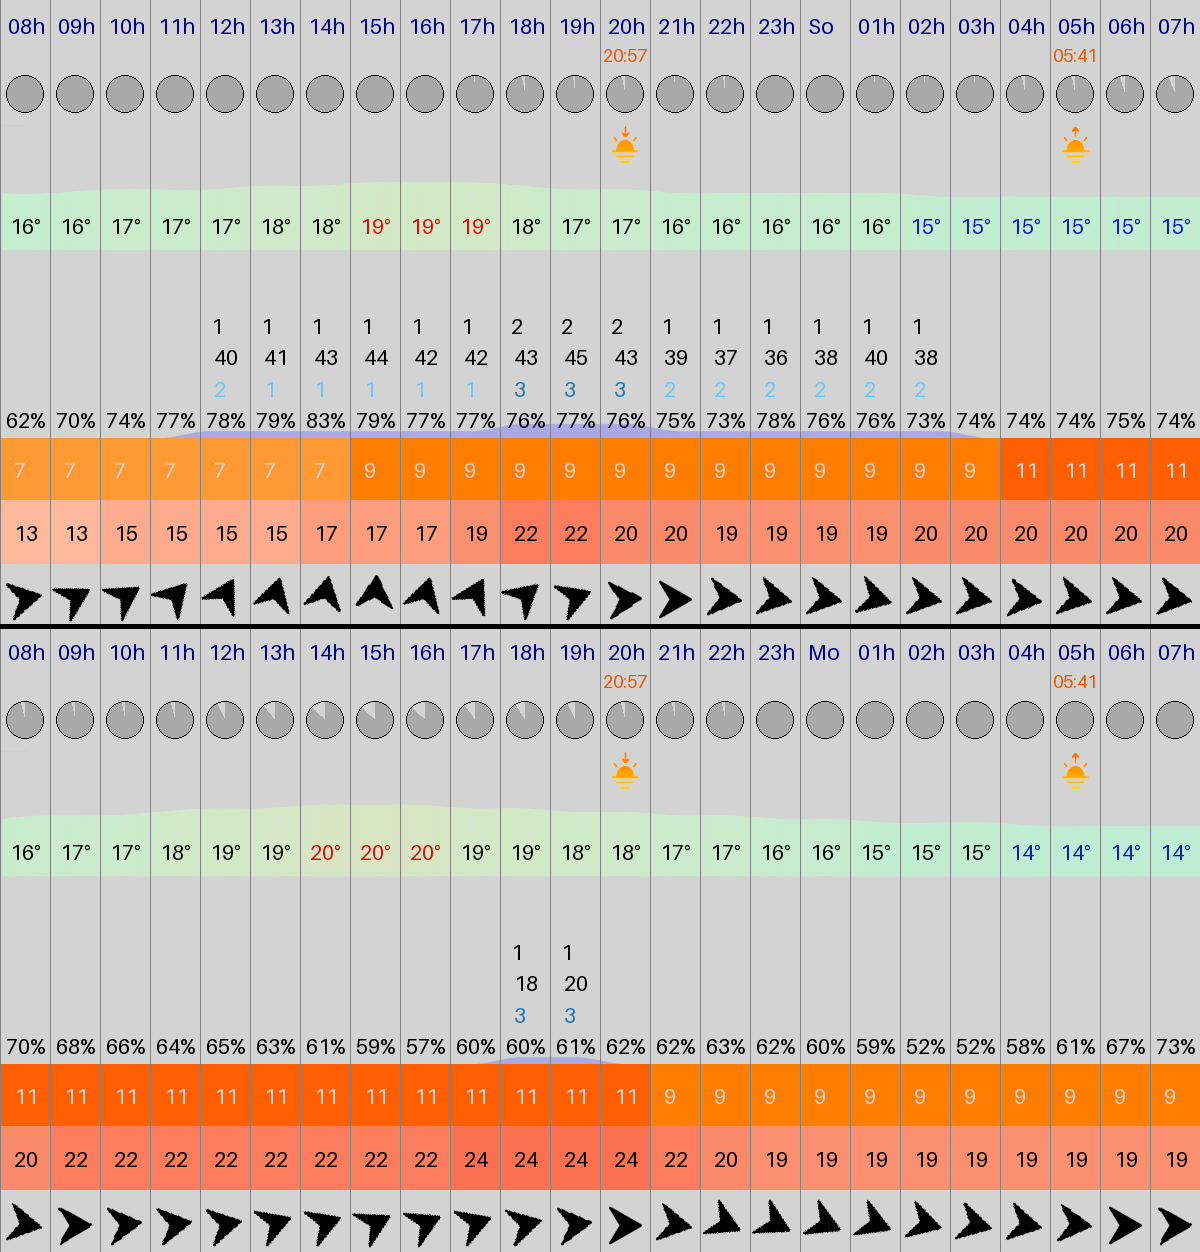 08h 09h 10h 11h 12h 13h 14h 15h 16h 17h 18h 19h 20h 21h 22h 23h So 01h 02h 03h 04h 05h 06h 07h
20:57 05:41
16° 16° 17° 17° 17° 18° 18° 19° 19° 19° 18° 17° 17° 16° 16° 16° 16° 16° 15° 15° 15° 15° 15° 15°
1 1 1 1 1 1 2 2 2 1 1 1 1 1 1
40 41 43 44 42 42 43 45 43 39 37 36 38 40 38
2 1 1 1 1 1 3 3 3 2 2 2 2 2 2
62% 70% 74% 77% 78% 79% 83% 79% 77% 77% 76% 77% 76% 75% 73% 78% 76% 76% 73% 74% 74% 74% 75% 74%
7 7 7 7 7 7 7 9 9 9 9 9 9 9 9 9 9 9 9 9 11 11 11 11
13 13 15 15 15 15 17 17 17 19 22 22 20 20 19 19 19 19 20 20 20 20 20 20
08h 09h 10h 11h 12h 13h 14h 15h 16h 17h 18h 19h 20h 21h 22h 23h Mo 01h 02h 03h 04h 05h 06h 07h
20:57 05:41
16° 17° 17° 18° 19° 19° 20° 20° 20° 19° 19° 18° 18° 17° 17° 16° 16° 15° 15° 15° 14° 14° 14° 14°
1 1
18 20
3 3
70% 68% 66% 64% 65% 63% 61% 59% 57% 60% 60% 61% 62% 62% 63% 62% 60% 59% 52% 52% 58% 61% 67% 73%
11 11 11 11 11 11 11 11 11 11 11 11 11 9 9 9 9 9 9 9 9 9 9 9
20 22 22 22 22 22 22 22 22 24 24 24 24 22 20 19 19 19 19 19 19 19 19 19